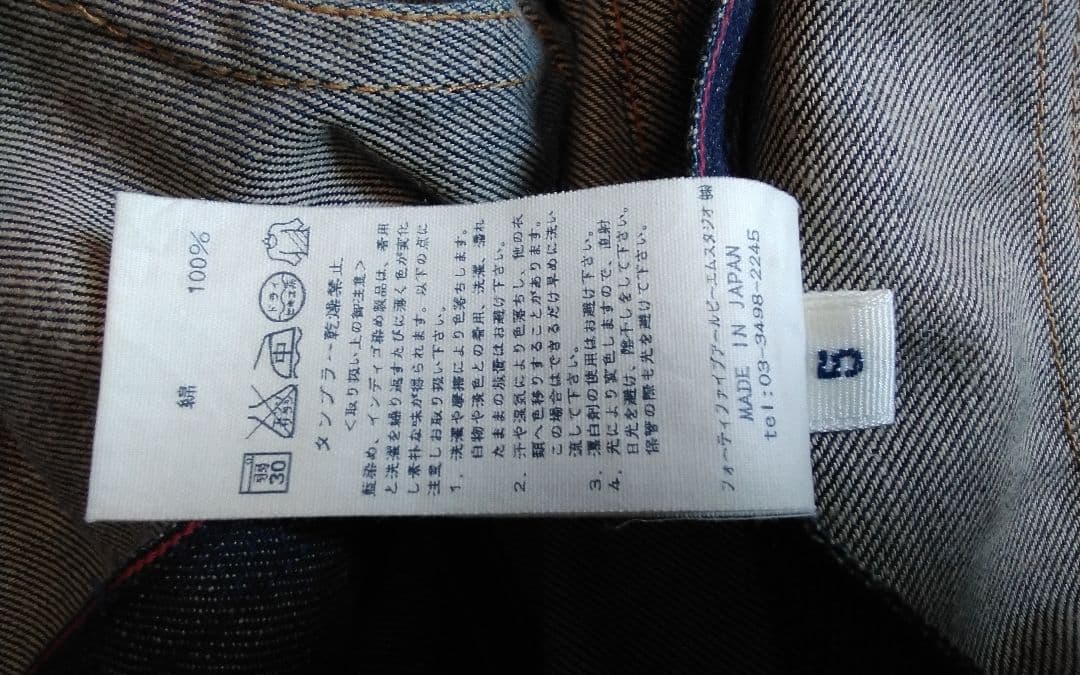 綿 100%
弱
30
ドライ
タンブラー乾燥禁止
<取り扱い上の御注意>
藍染め、インディゴ染め製品は、着用
と洗濯を繰り返すたびに薄く色が変化
し素朴な味が得られます。以下の点に
注意しお取り扱い下さい。
1. 洗濯や摩擦により色落ちします。
白物や淡色との着用、洗濯、濡れ
たままの放置はお避け下さい。
2. 汗や湿気により色落ちし、他の衣
類へ色移りすることがあります。
この場合はできるだけ早めに洗い
流して下さい。
3. 漂白剤の使用はお避け下さい。
4. 光により変色しますので、直射
日光を避け、陰干しをして下さい。
保管の際も光を避けて下さい。
フォーティファイブアールピーエムスタジオ㈱
MADE IN JAPAN
tel:03-3498-2245
5